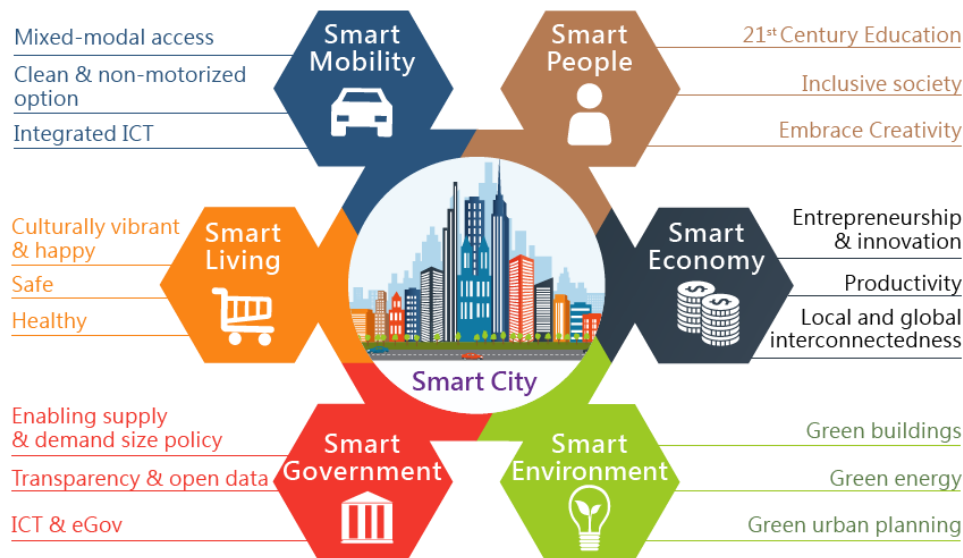 Smart
Mobility
Mixed-modal access
Clean & non-motorized
option
Integrated ICT
Smart
People
21st Century Education
Inclusive society
Embrace Creativity
Smart
Living
Culturally vibrant
& happy
Safe
Healthy
Smart
Economy
Entrepreneurship
& innovation
Productivity
Local and global
interconnectedness
Smart City
Smart
Government
Enabling supply
& demand size policy
Transparency & open data
ICT & eGov
Smart
Environment
Green buildings
Green energy
Green urban planning